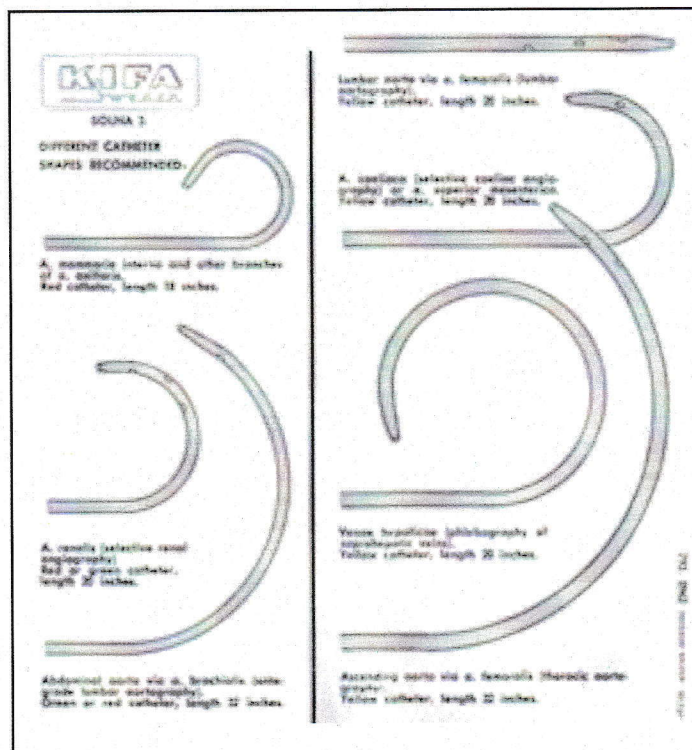 KIFA
SOLNA 3
DIFFERENT CATHETER
SHAPES RECOMMENDED.
A. mammaria interna and other branches
of a. axillaris.
Red catheter, length 18 inches.
A. renalis (selective renal
angiography)
Red or green catheter,
length 20 inches.
Abdominal aorta via a. brachialis (ante-
grade lumbar aortography).
Green or red catheter, length 32 inches.
Lumbar aorta via a. femoralis (lumbar
aortography).
Yellow catheter, length 20 inches.
A. coeliaca (selective coeliac angio-
graphy) or a. superior mesenterica.
Yellow catheter, length 20 inches.
Venae hepaticae (phlebography of
suprahepatic veins).
Yellow catheter, length 20 inches.
Ascending aorta via a. femoralis (thoracic aorto-
graphy)
Yellow catheter, length 32 inches.